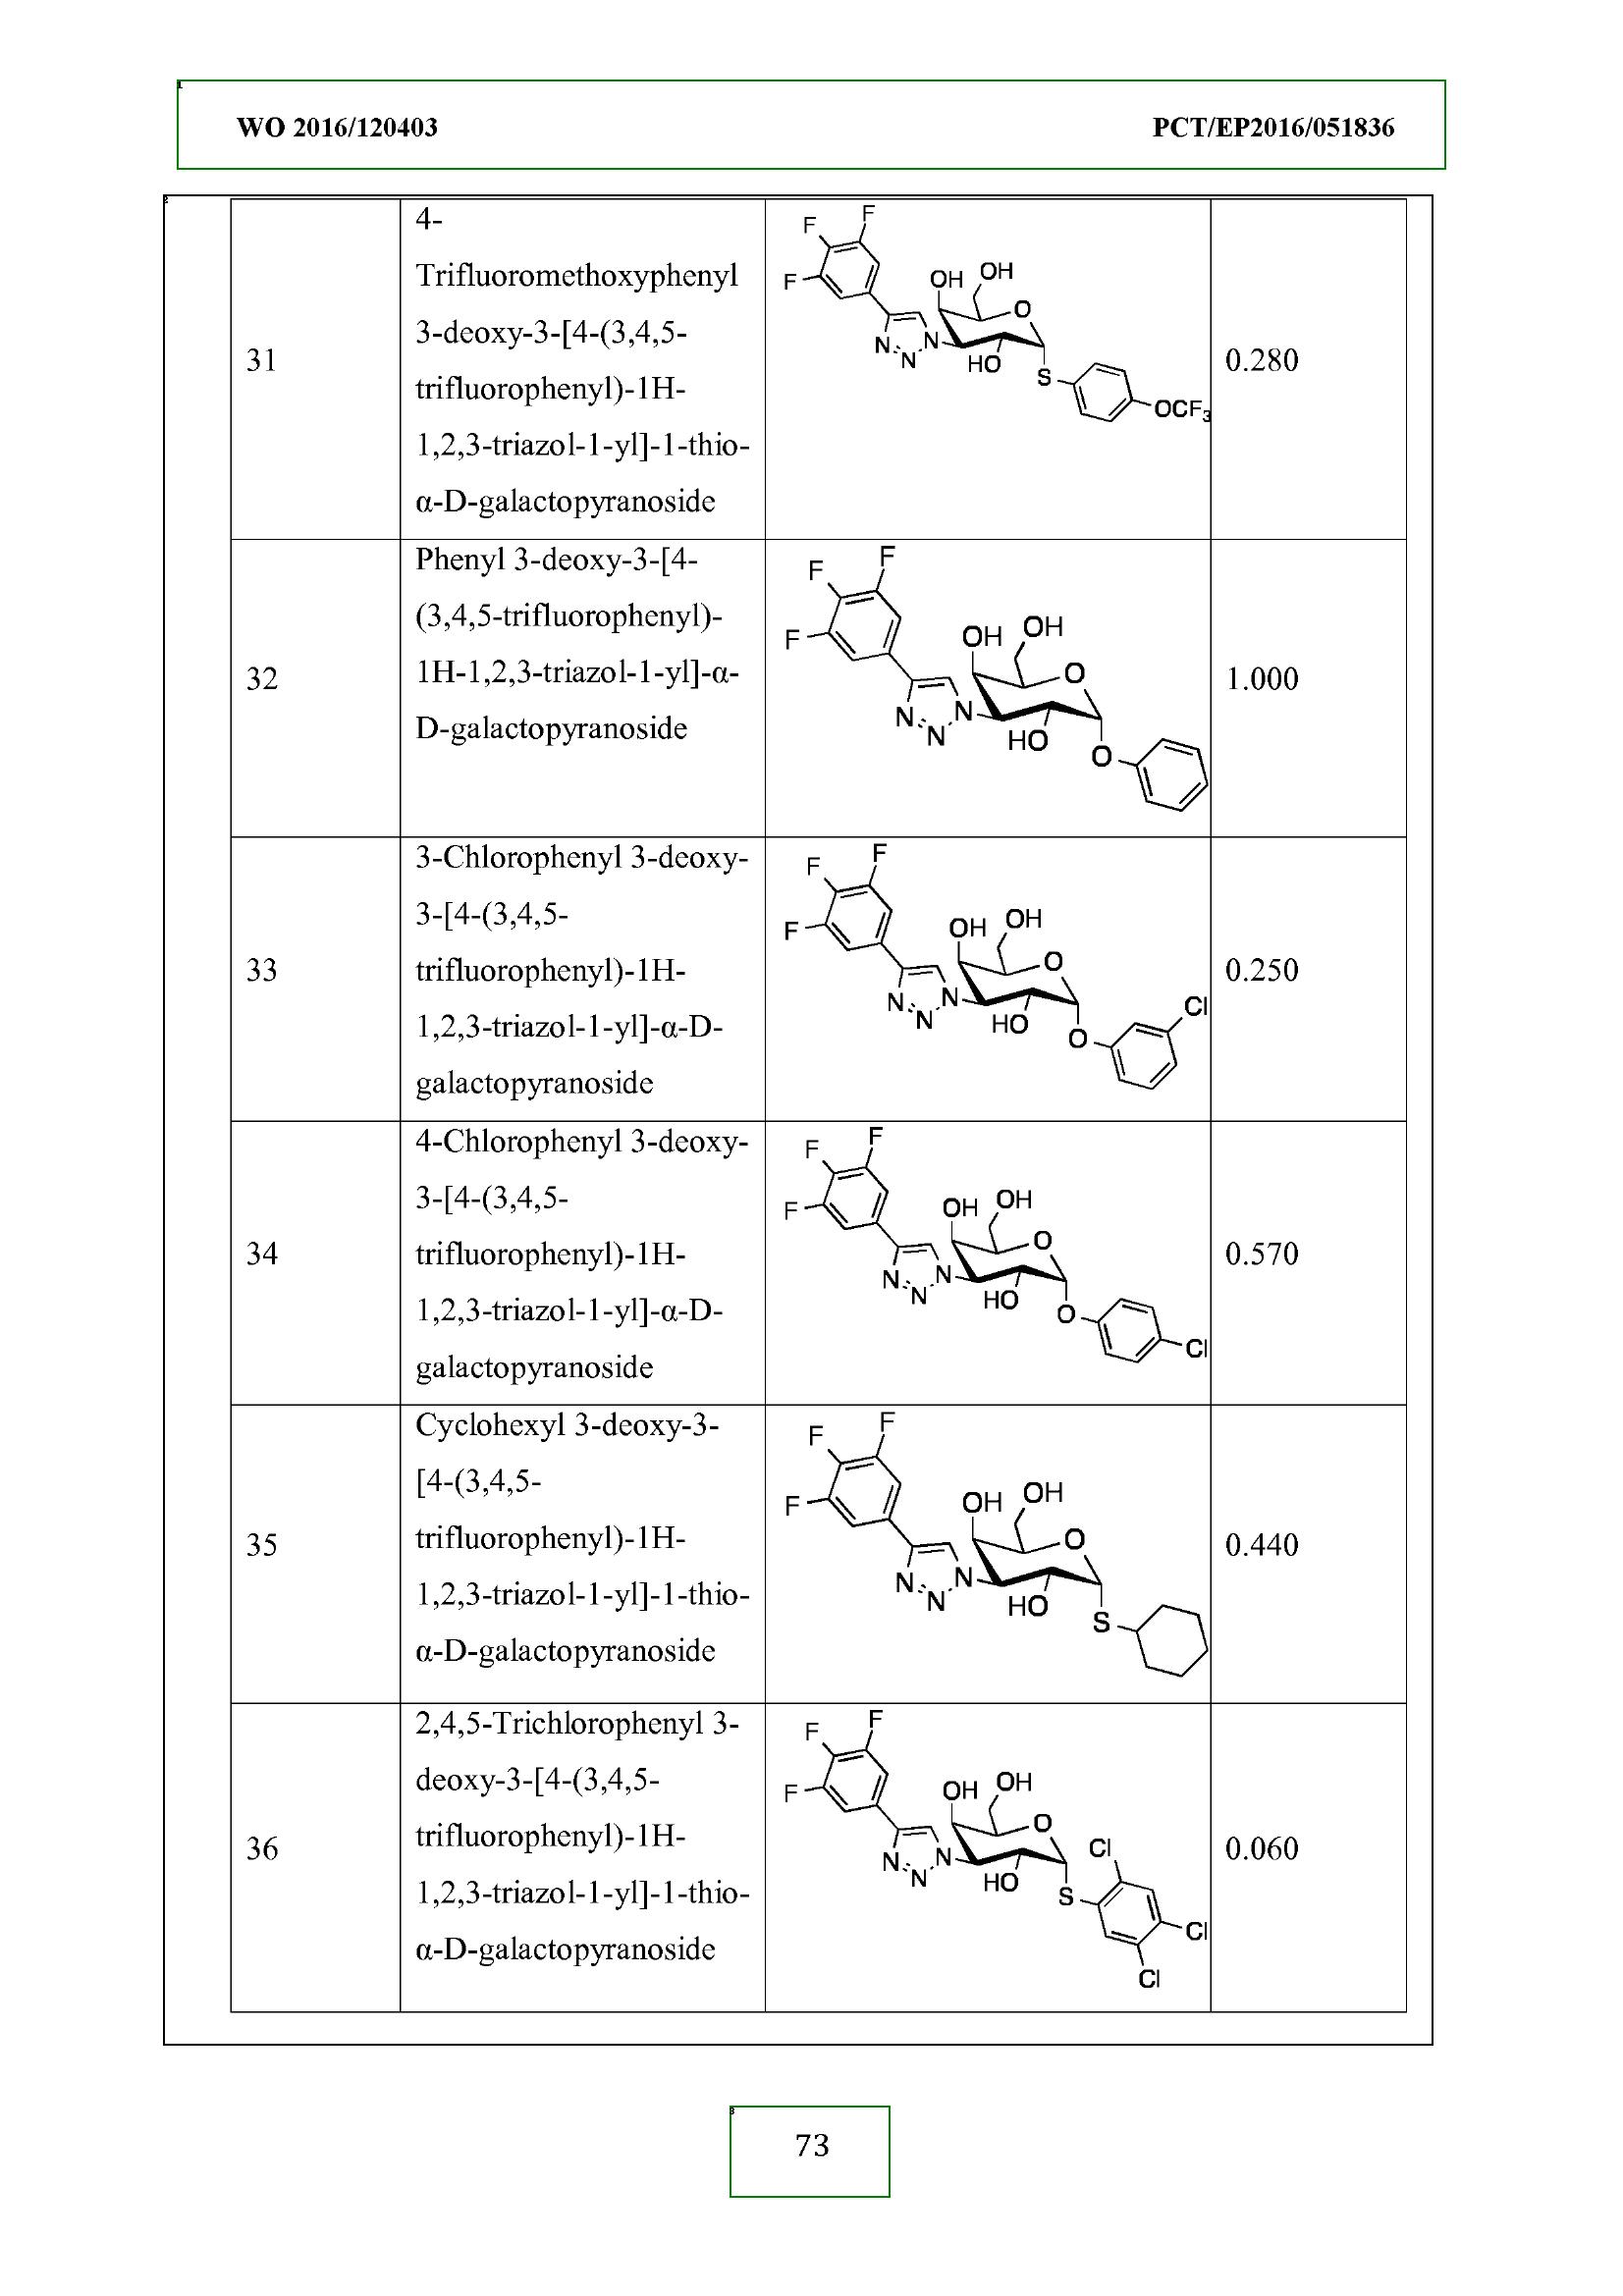 WO 2016/120403 PCT/EP2016/051836
31
4-
Trifluoromethoxyphenyl
3-deoxy-3-[4-(3,4,5-
trifluorophenyl)-1H-
1,2,3-triazol-1-yl]-1-thio-
α-D-galactopyranoside
F
F
F
OH
OH
O
N
N
N
HO
S
OCF3
0.280
32
Phenyl 3-deoxy-3-[4-
(3,4,5-trifluorophenyl)-
1H-1,2,3-triazol-1-yl]-α-
D-galactopyranoside
F
F
F
OH
OH
O
N
N
N
HO
O
1.000
33
3-Chlorophenyl 3-deoxy-
3-[4-(3,4,5-
trifluorophenyl)-1H-
1,2,3-triazol-1-yl]-α-D-
galactopyranoside
F
F
F
OH
OH
O
N
N
N
HO
O
Cl
0.250
34
4-Chlorophenyl 3-deoxy-
3-[4-(3,4,5-
trifluorophenyl)-1H-
1,2,3-triazol-1-yl]-α-D-
galactopyranoside
F
F
F
OH
OH
O
N
N
N
HO
O
Cl
0.570
35
Cyclohexyl 3-deoxy-3-
[4-(3,4,5-
trifluorophenyl)-1H-
1,2,3-triazol-1-yl]-1-thio-
α-D-galactopyranoside
F
F
F
OH
OH
O
N
N
N
HO
S
0.440
36
2,4,5-Trichlorophenyl 3-
deoxy-3-[4-(3,4,5-
trifluorophenyl)-1H-
1,2,3-triazol-1-yl]-1-thio-
α-D-galactopyranoside
F
F
F
OH
OH
O
N
N
N
HO
S
Cl
Cl
Cl
0.060
73